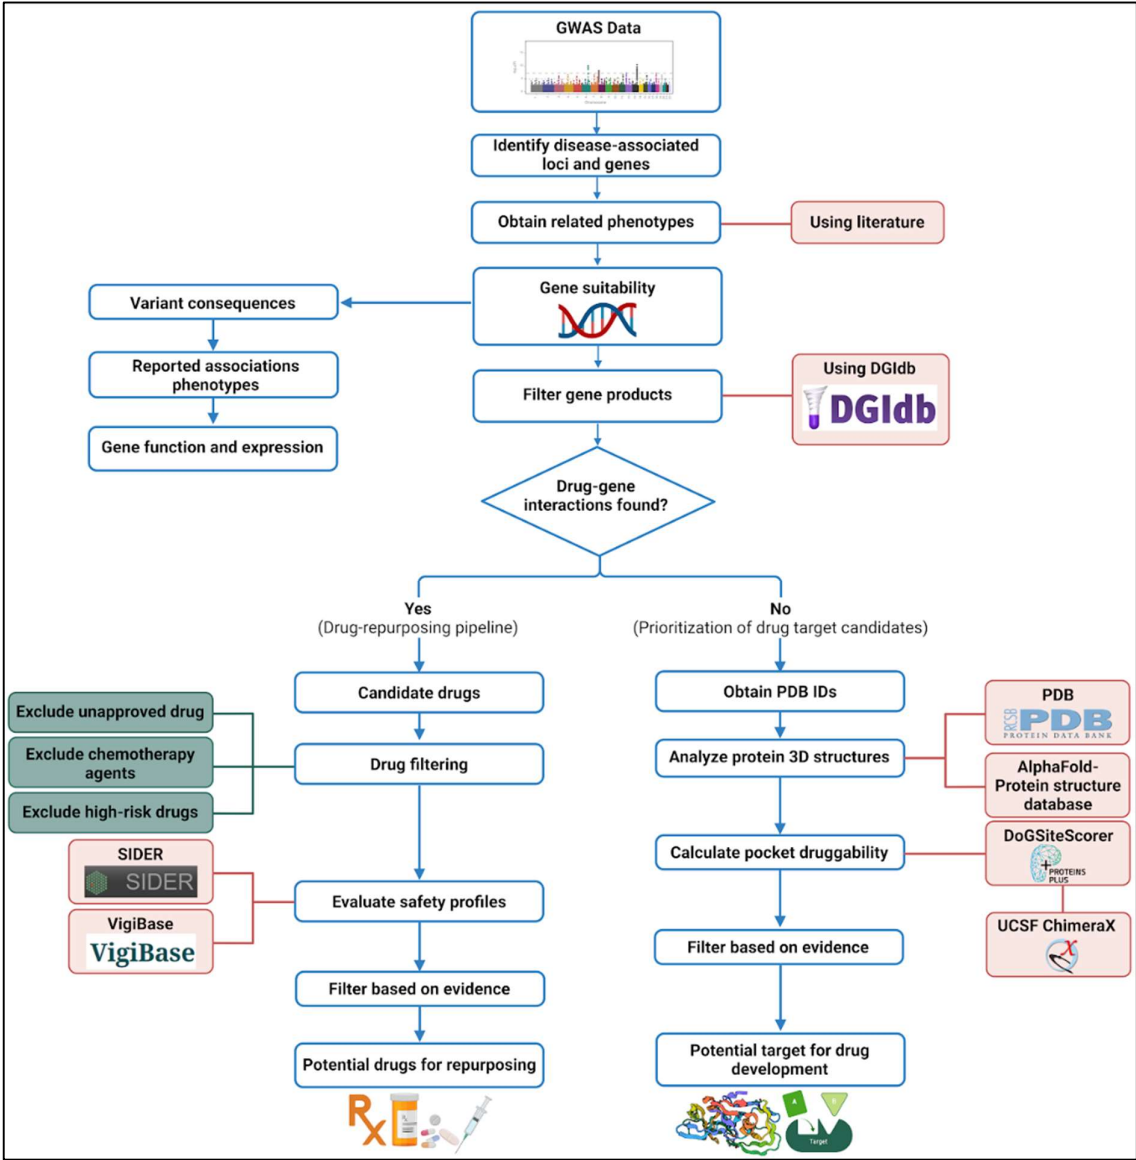 GWAS Data
Identify disease-associated
loci and genes
Obtain related phenotypes
Using literature
Gene suitability
Variant consequences
Reported associations
phenotypes
Gene function and expression
Filter gene products
Using DGIdb
DGIdb
Drug-gene
interactions found?
Yes
(Drug-repurposing pipeline)
No
(Prioritization of drug target candidates)
Candidate drugs
Exclude unapproved drug
Exclude chemotherapy
agents
Exclude high-risk drugs
Drug filtering
SIDER
SIDER
VigiBase
VigiBase
Evaluate safety profiles
Filter based on evidence
Potential drugs for repurposing
Rx
Obtain PDB IDs
Analyze protein 3D structures
PDB
RCSB
PDB
PROTEIN DATA BANK
AlphaFold-
Protein structure
database
Calculate pocket druggability
DoGSiteScorer
PROTEINS
PLUS
UCSF ChimeraX
X
Filter based on evidence
Potential target for drug
development
A
Target